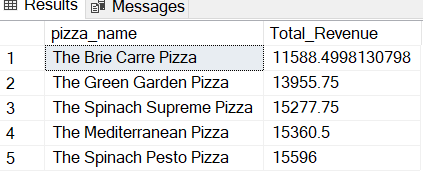 Results Messages
pizza_name Total_Revenue
1 The Brie Carre Pizza 11588.4998130798
2 The Green Garden Pizza 13955.75
3 The Spinach Supreme Pizza 15277.75
4 The Mediterranean Pizza 15360.5
5 The Spinach Pesto Pizza 15596